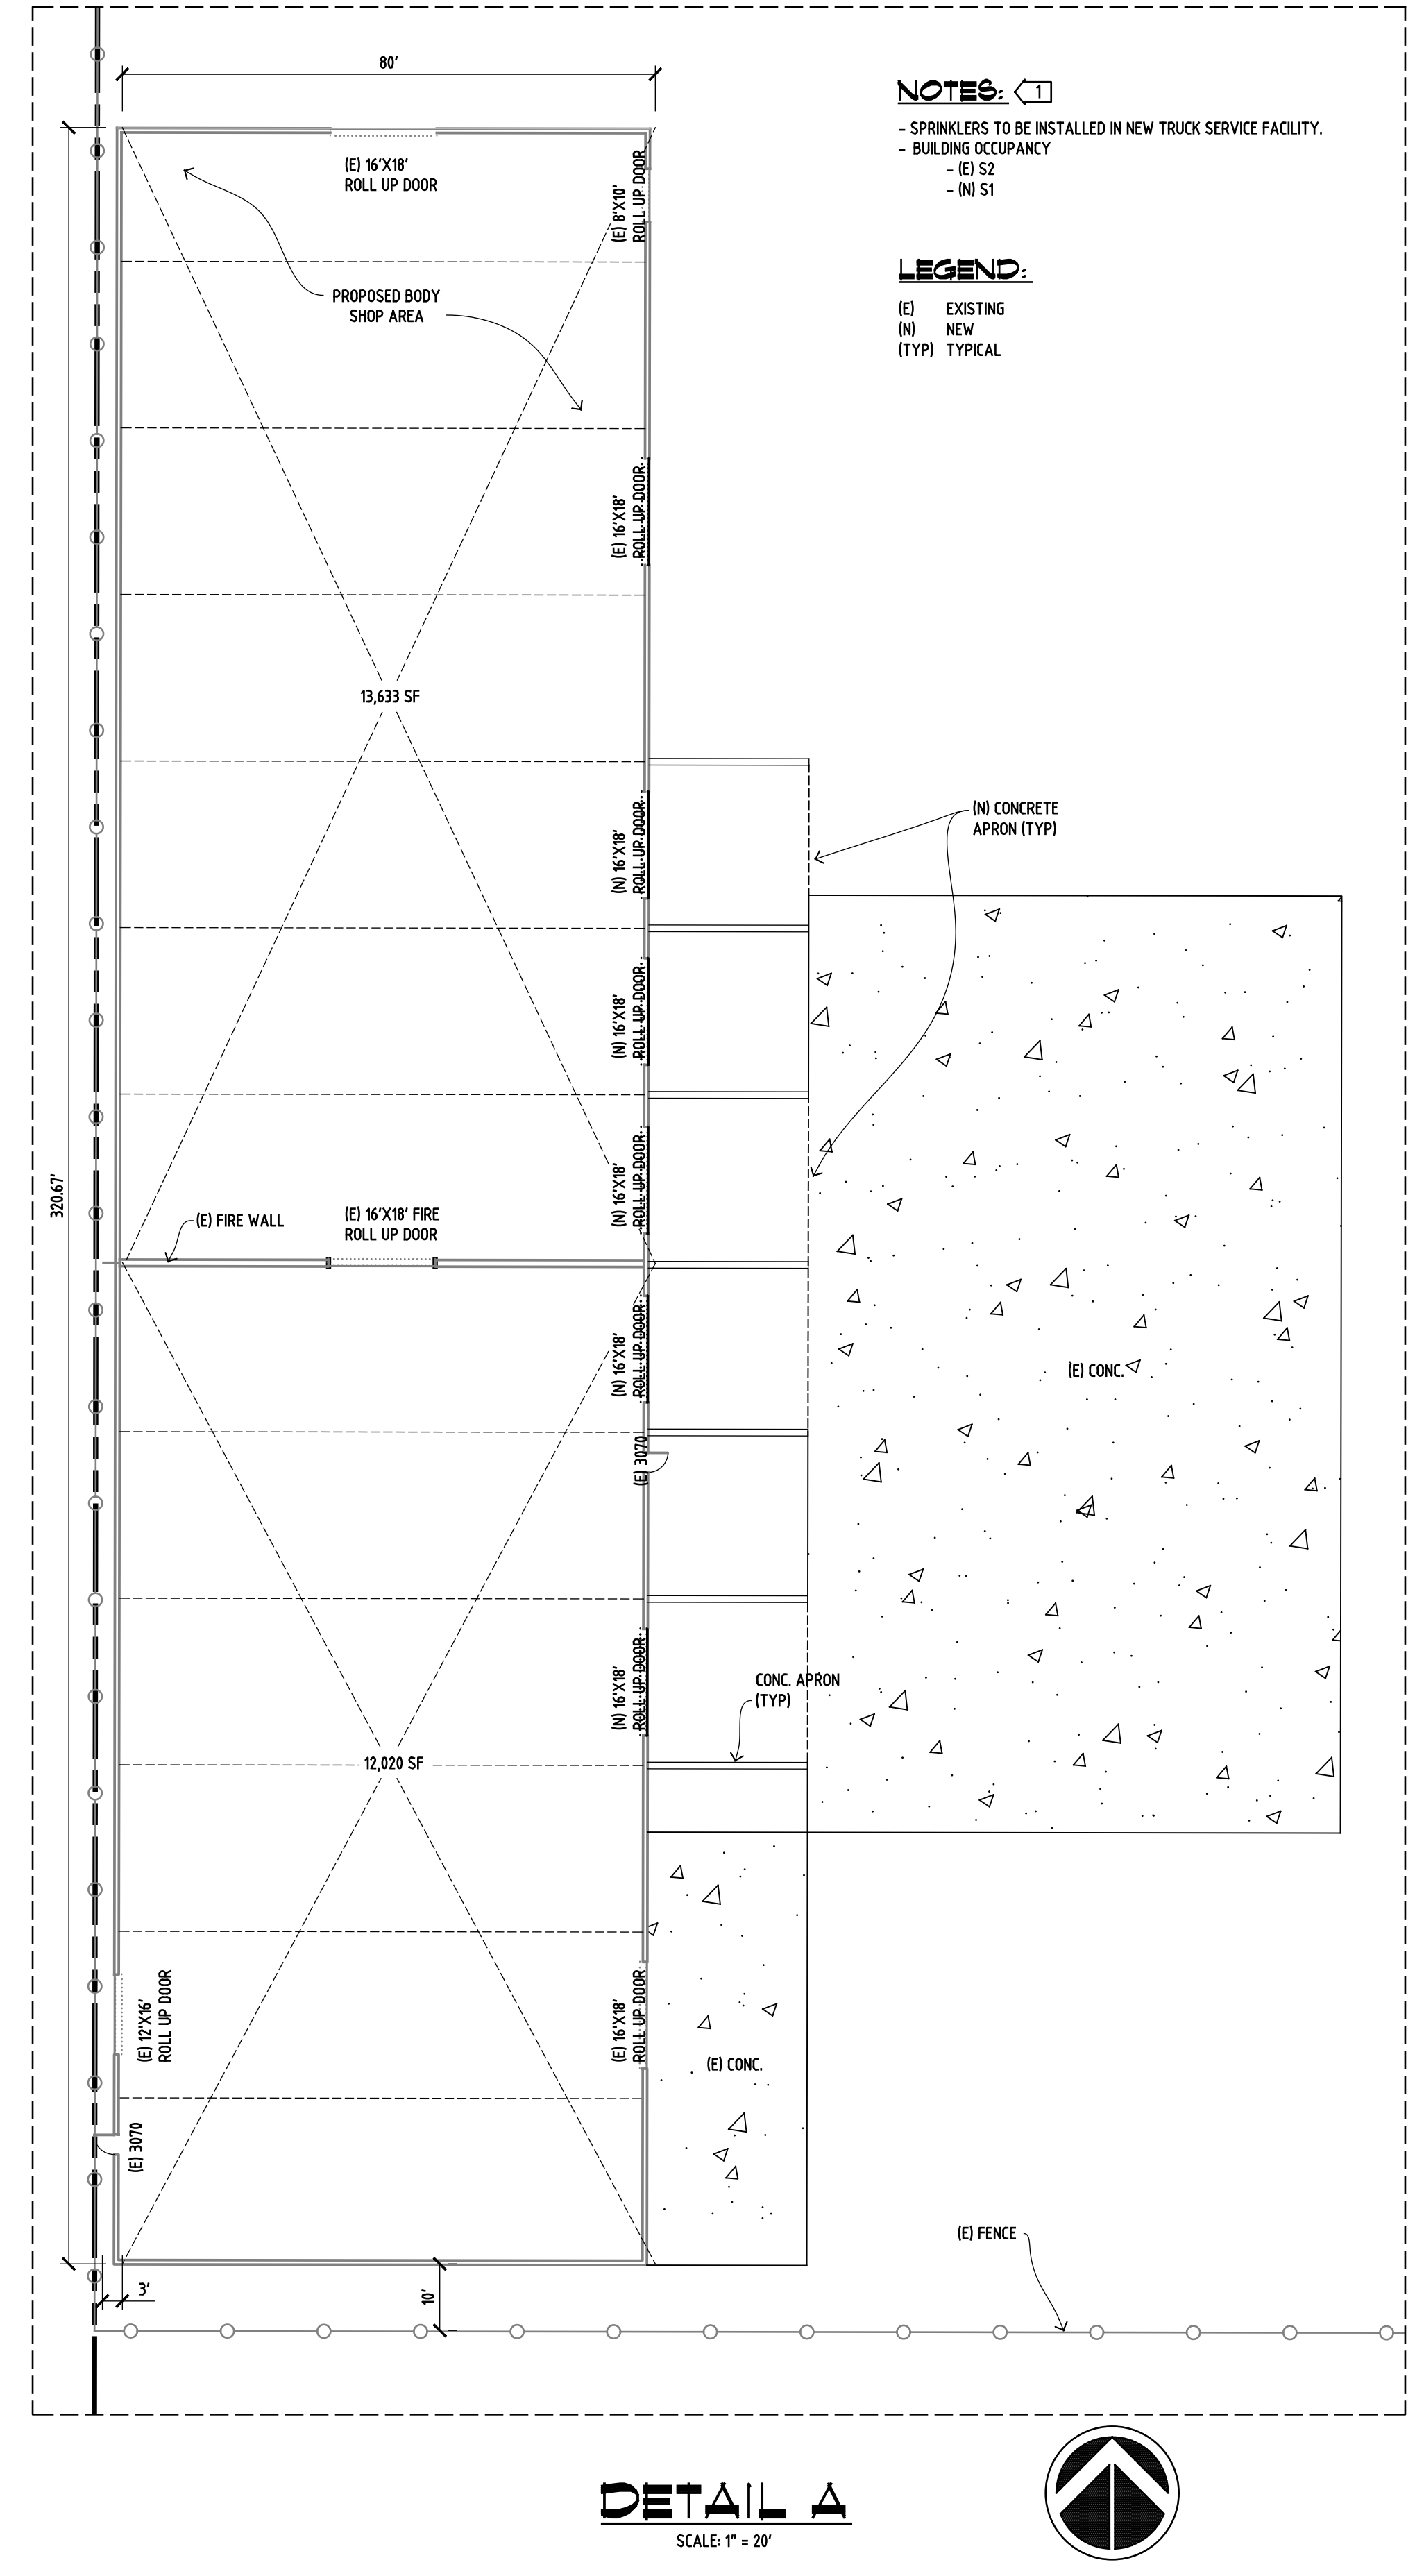 80'
NOTES: 1
- SPRINKLERS TO BE INSTALLED IN NEW TRUCK SERVICE FACILITY.
- BUILDING OCCUPANCY
- (E) S2
- (N) S1
LEGEND:
(E) EXISTING
(N) NEW
(TYP) TYPICAL
(E) 16'X18'
ROLL UP DOOR
(E) 8'X10'
ROLL UP DOOR
PROPOSED BODY
SHOP AREA
(E) 16'X18'
ROLL UP DOOR
13,633 SF
(N) CONCRETE
APRON (TYP)
(N) 16'X18'
ROLL UP DOOR
(N) 16'X18'
ROLL UP DOOR
(N) 16'X18'
ROLL UP DOOR
320.67'
(E) FIRE WALL
(E) 16'X18' FIRE
ROLL UP DOOR
(N) 16'X18'
ROLL UP DOOR
(E) CONC.
(E) 3070
(N) 16'X18'
ROLL UP DOOR
CONC. APRON
(TYP)
12,020 SF
(E) 12'X16'
ROLL UP DOOR
(E) 16'X18'
ROLL UP DOOR
(E) CONC.
(E) 3070
(E) FENCE
3'
10'
DETAIL A
SCALE: 1" = 20'